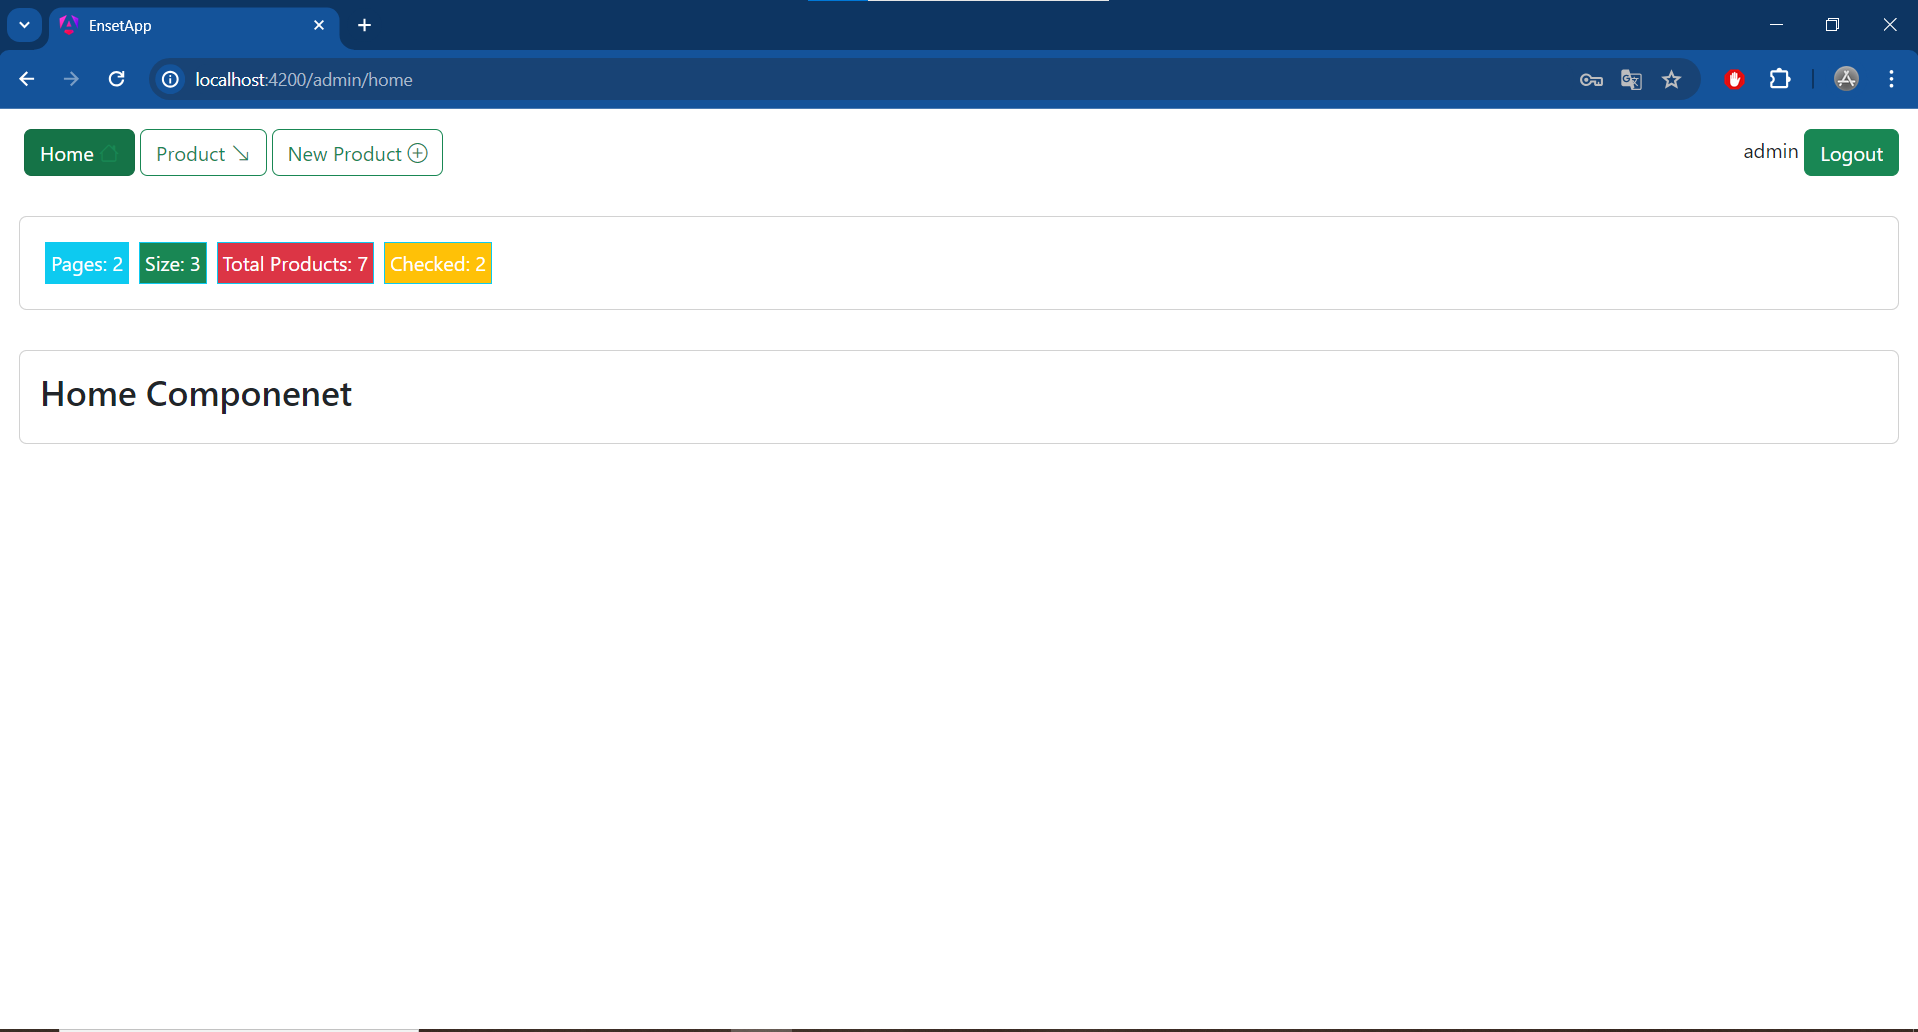 EnsetApp
localhost:4200/admin/home
Home Product New Product admin Logout
Pages: 2 Size: 3 Total Products: 7 Checked: 2
Home Componenet